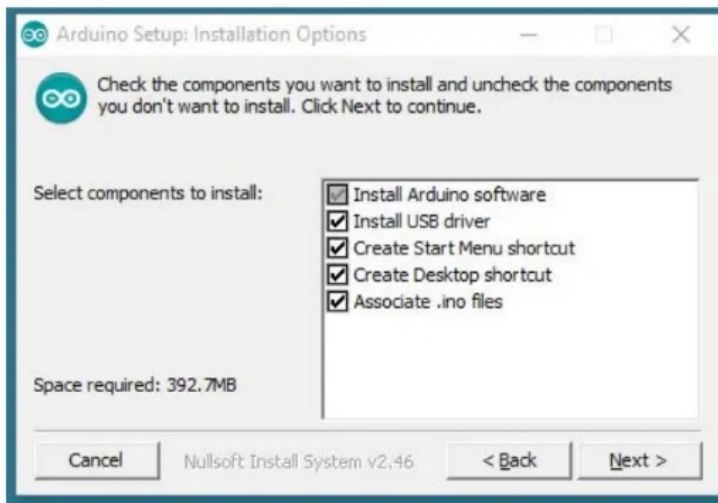 Arduino Setup: Installation Options
Check the components you want to install and uncheck the components
you don't want to install. Click Next to continue.
Select components to install:
Install Arduino software
Install USB driver
Create Start Menu shortcut
Create Desktop shortcut
Associate .ino files
Space required: 392.7MB
Cancel
Nullsoft Install System v2.46
< Back
Next >